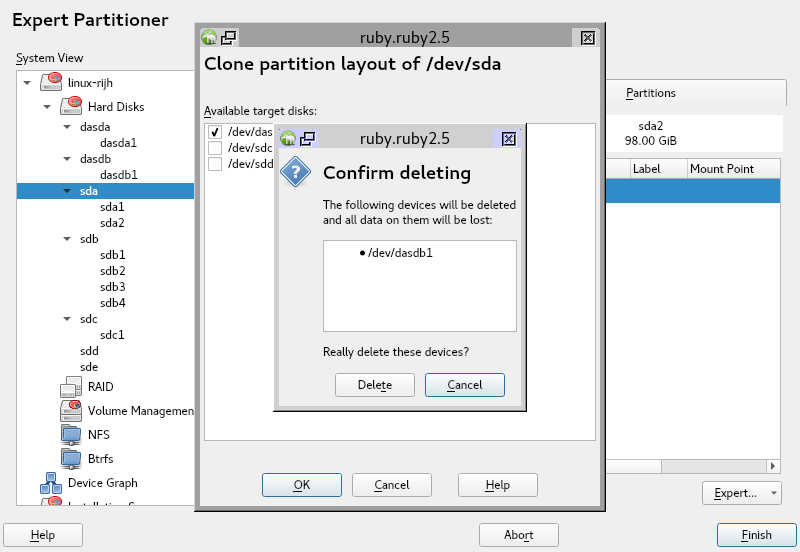 Expert Partitioner
System View
linux-rijh
Hard Disks
dasda
dasda1
dasdb
dasdb1
sda
sda1
sda2
sdb
sdb1
sdb2
sdb3
sdb4
sdc
sdc1
sdd
sde
RAID
Volume Managemen
NFS
Btrfs
Device Graph
Partitions
sda2
98.00 GiB
Label Mount Point
Expert...
Help
Abort
Finish
ruby.ruby2.5
Clone partition layout of /dev/sda
Available target disks:
/dev/das
/dev/sdc
/dev/sdd
OK
Cancel
Help
ruby.ruby2.5
Confirm deleting
The following devices will be deleted
and all data on them will be lost:
● /dev/dasdb1
Really delete these devices?
Delete
Cancel